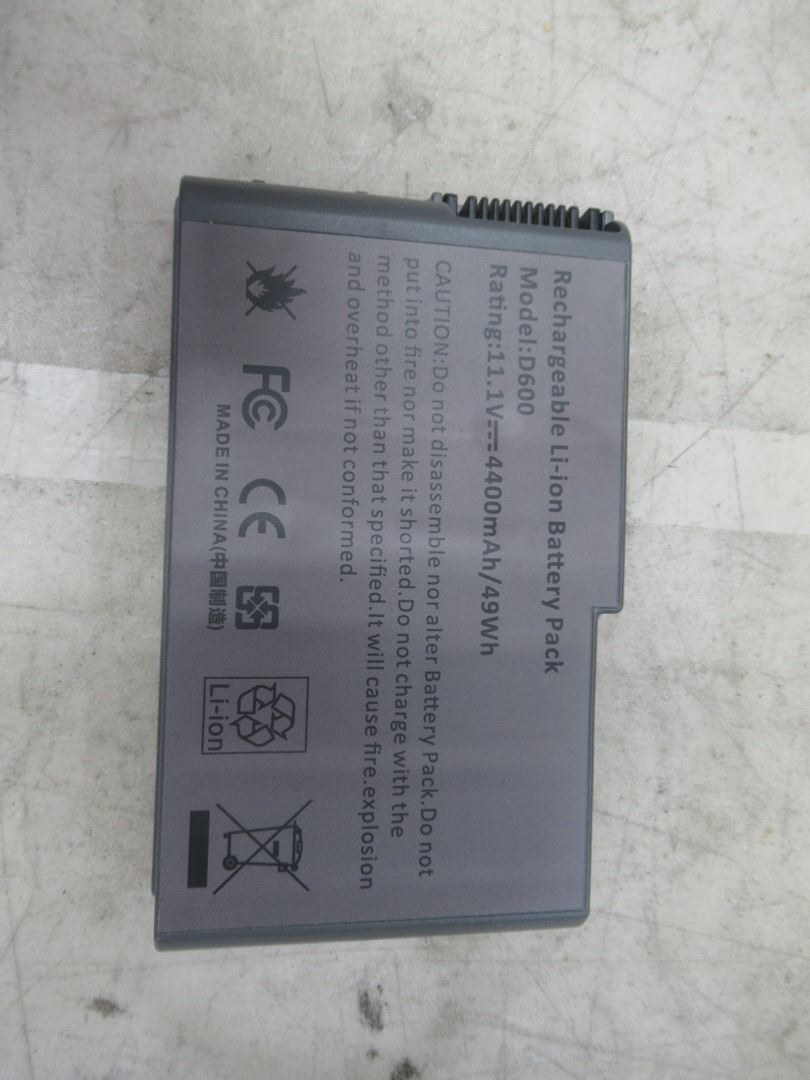 Rechargeable Li-ion Battery Pack
Model:D600
Rating:11.1V⎓4400mAh/49Wh
CAUTION:Do not disassemble nor alter Battery Pack.Do not
put into fire nor make it shorted.Do not charge with the
method other than that specified.It will cause fire.explosion
and overheat if not conformed.
FC CE
MADE IN CHINA(中国制造)
Li-ion